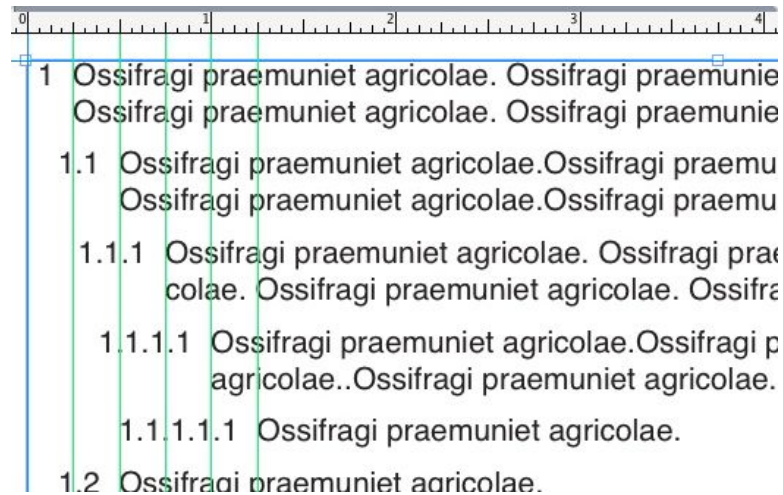 0 1 2 3 4
1 Ossifragi praemuniet agricolae. Ossifragi praemunie
Ossifragi praemuniet agricolae. Ossifragi praemunie
1.1 Ossifragi praemuniet agricolae.Ossifragi praemu
Ossifragi praemuniet agricolae.Ossifragi praemu
1.1.1 Ossifragi praemuniet agricolae. Ossifragi prae
colae. Ossifragi praemuniet agricolae. Ossifra
1.1.1.1 Ossifragi praemuniet agricolae.Ossifragi p
agricolae..Ossifragi praemuniet agricolae.
1.1.1.1.1 Ossifragi praemuniet agricolae.
1.2 Ossifragi praemuniet agricolae.